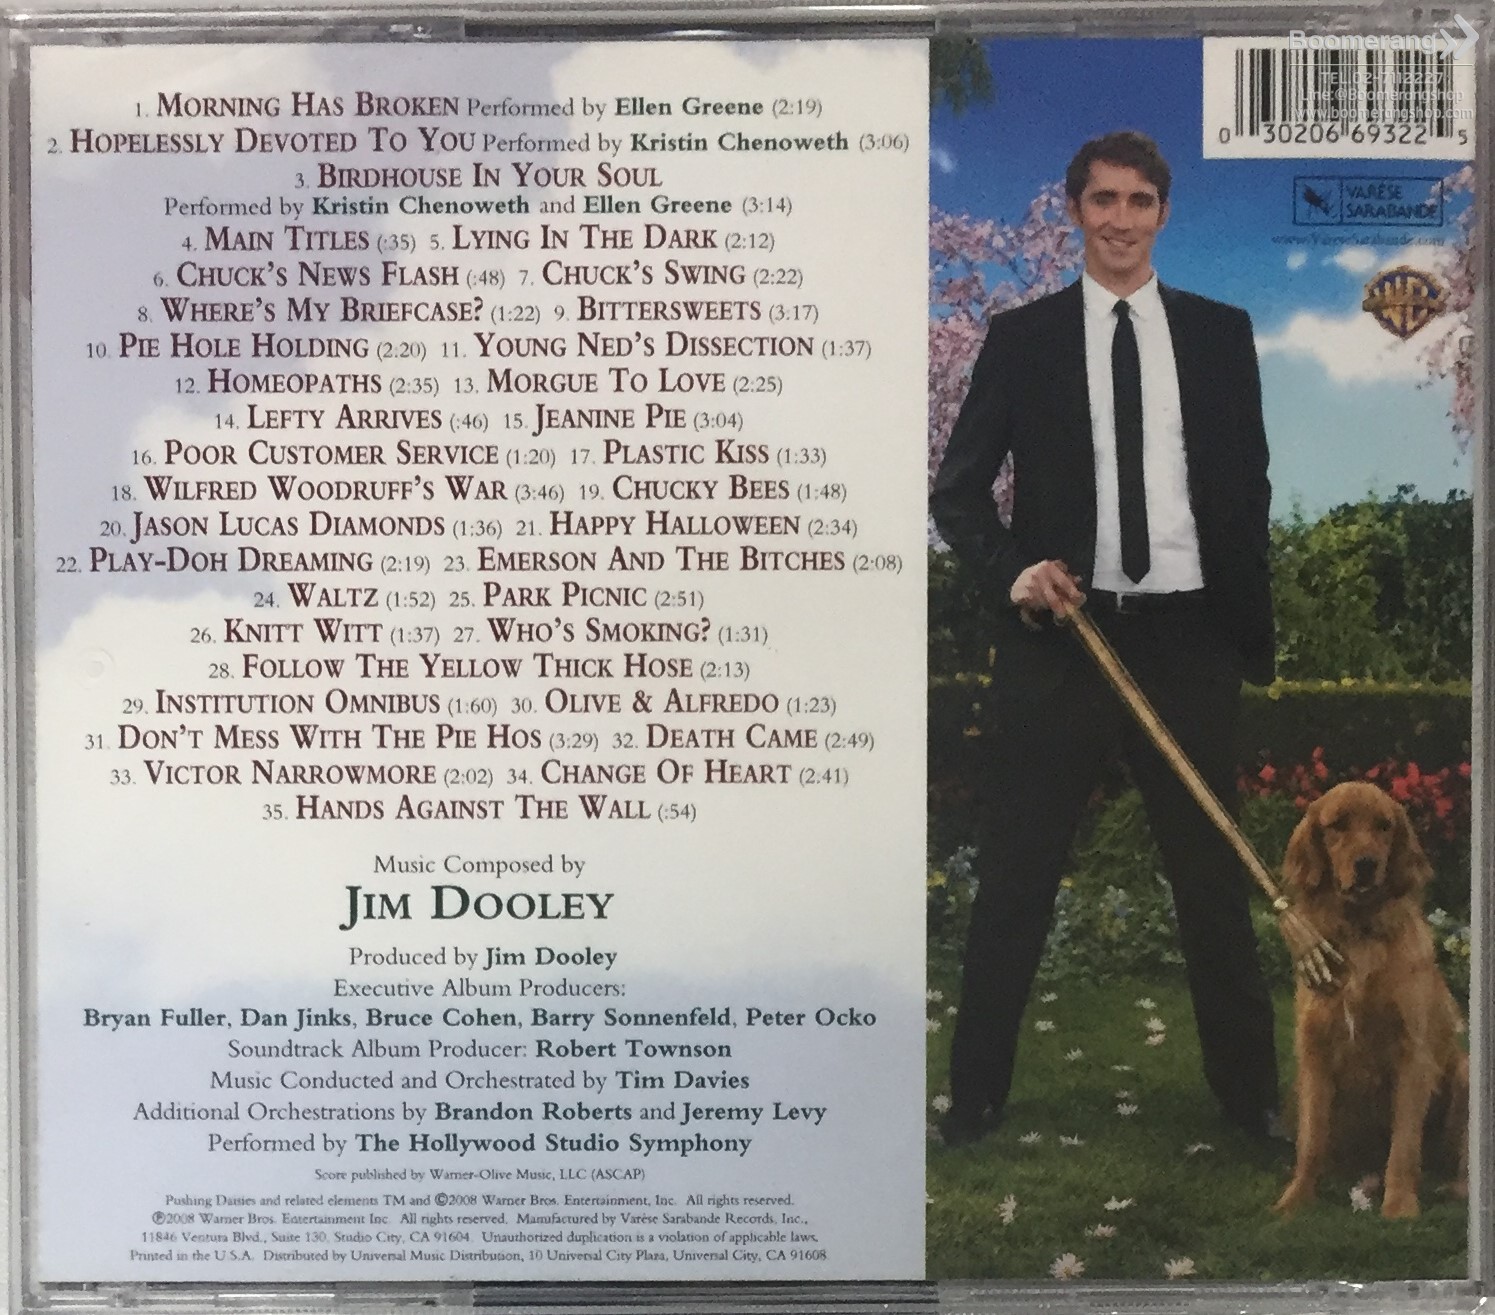 1. MORNING HAS BROKEN Performed by Ellen Greene (2:19)
2. HOPELESSLY DEVOTED TO YOU Performed by Kristin Chenoweth (3:06)
3. BIRDHOUSE IN YOUR SOUL
Performed by Kristin Chenoweth and Ellen Greene (3:14)
4. MAIN TITLES (:35) 5. LYING IN THE DARK (2:12)
6. CHUCK'S NEWS FLASH (:48) 7. CHUCK'S SWING (2:22)
8. WHERE'S MY BRIEFCASE? (1:22) 9. BITTERSWEETS (3:17)
10. PIE HOLE HOLDING (2:20) 11. YOUNG NED'S DISSECTION (1:37)
12. HOMEOPATHS (2:35) 13. MORGUE TO LOVE (2:25)
14. LEFTY ARRIVES (:46) 15. JEANINE PIE (3:04)
16. POOR CUSTOMER SERVICE (1:20) 17. PLASTIC KISS (1:33)
18. WILFRED WOODRUFF'S WAR (3:46) 19. CHUCKY BEES (1:48)
20. JASON LUCAS DIAMONDS (1:36) 21. HAPPY HALLOWEEN (2:34)
22. PLAY-DOH DREAMING (2:19) 23. EMERSON AND THE BITCHES (2:08)
24. WALTZ (1:52) 25. PARK PICNIC (2:51)
26. KNITT WITT (1:37) 27. WHO'S SMOKING? (1:31)
28. FOLLOW THE YELLOW THICK HOSE (2:13)
29. INSTITUTION OMNIBUS (1:60) 30. OLIVE & ALFREDO (1:23)
31. DON'T MESS WITH THE PIE HOS (3:29) 32. DEATH CAME (2:49)
33. VICTOR NARROWMORE (2:02) 34. CHANGE OF HEART (2:41)
35. HANDS AGAINST THE WALL (:54)
Music Composed by
JIM DOOLEY
Produced by Jim Dooley
Executive Album Producers:
Bryan Fuller, Dan Jinks, Bruce Cohen, Barry Sonnenfeld, Peter Ocko
Soundtrack Album Producer: Robert Townson
Music Conducted and Orchestrated by Tim Davies
Additional Orchestrations by Brandon Roberts and Jeremy Levy
Performed by The Hollywood Studio Symphony
Score published by Warner-Olive Music, LLC (ASCAP)
Pushing Daisies and related elements TM and ©2008 Warner Bros. Entertainment, Inc. All rights reserved.
℗2008 Warner Bros. Entertainment Inc. All rights reserved. Manufactured by Varèse Sarabande Records, Inc.,
11846 Ventura Blvd., Suite 130, Studio City, CA 91604. Unauthorized duplication is a violation of applicable laws.
Printed in the U.S.A. Distributed by Universal Music Distribution, 10 Universal City Plaza, Universal City, CA 91608
Boomerang
TEL.02-7112227
Line:@Boomerangshop
www.boomerangshop.com
0 30206 69322 5
VARÈSE
SARABANDE
www.VareseSarabande.com
WB